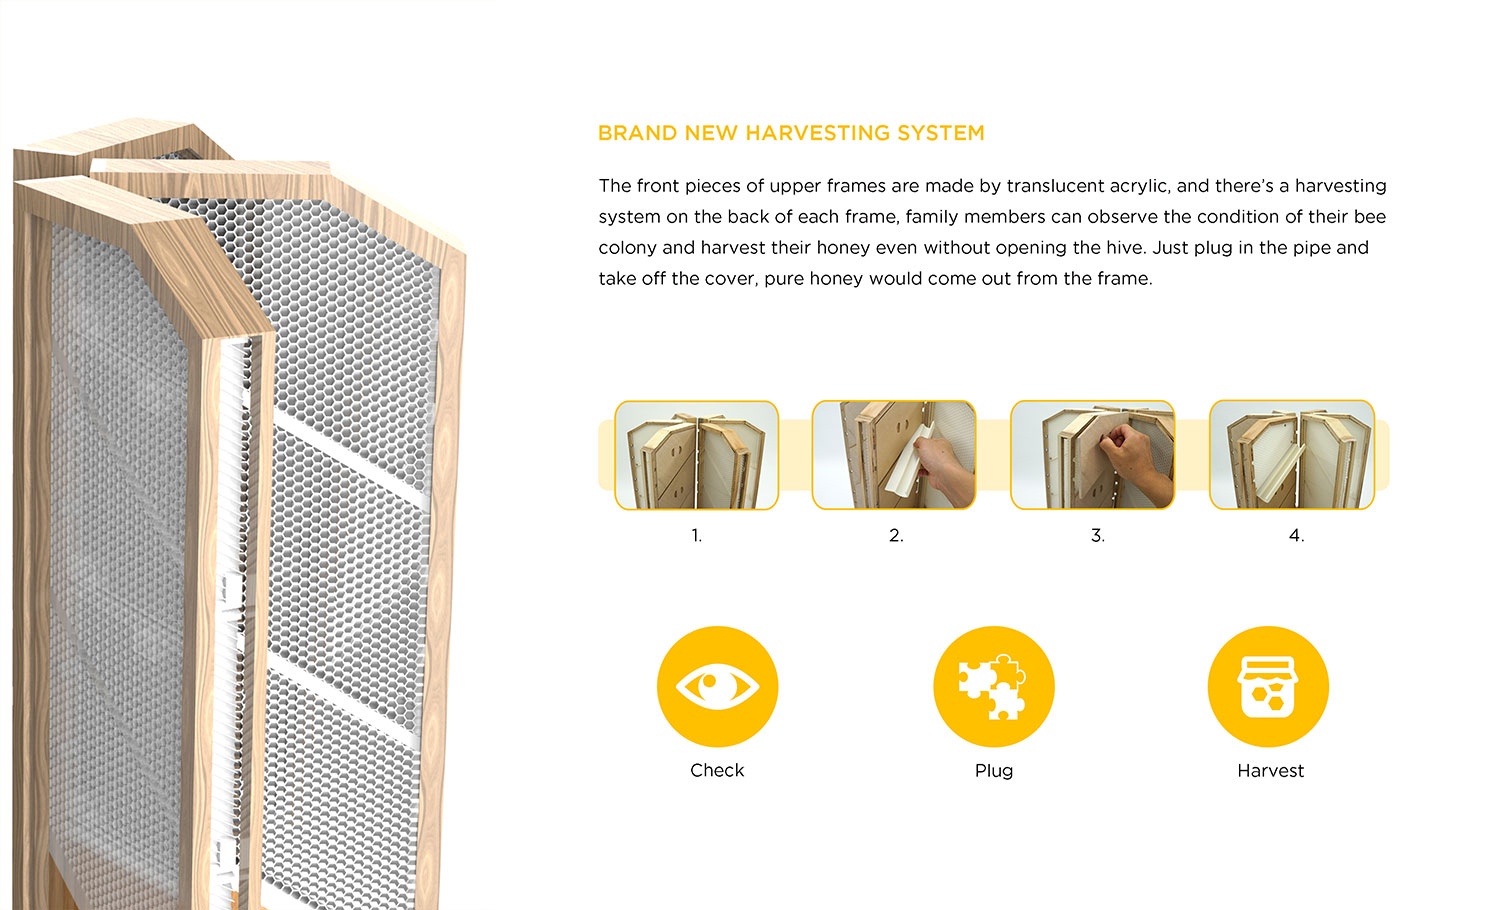 BRAND NEW HARVESTING SYSTEM
The front pieces of upper frames are made by translucent acrylic, and there’s a harvesting
system on the back of each frame, family members can observe the condition of their bee
colony and harvest their honey even without opening the hive. Just plug in the pipe and
take off the cover, pure honey would come out from the frame.
1.
2.
3.
4.
Check
Plug
Harvest